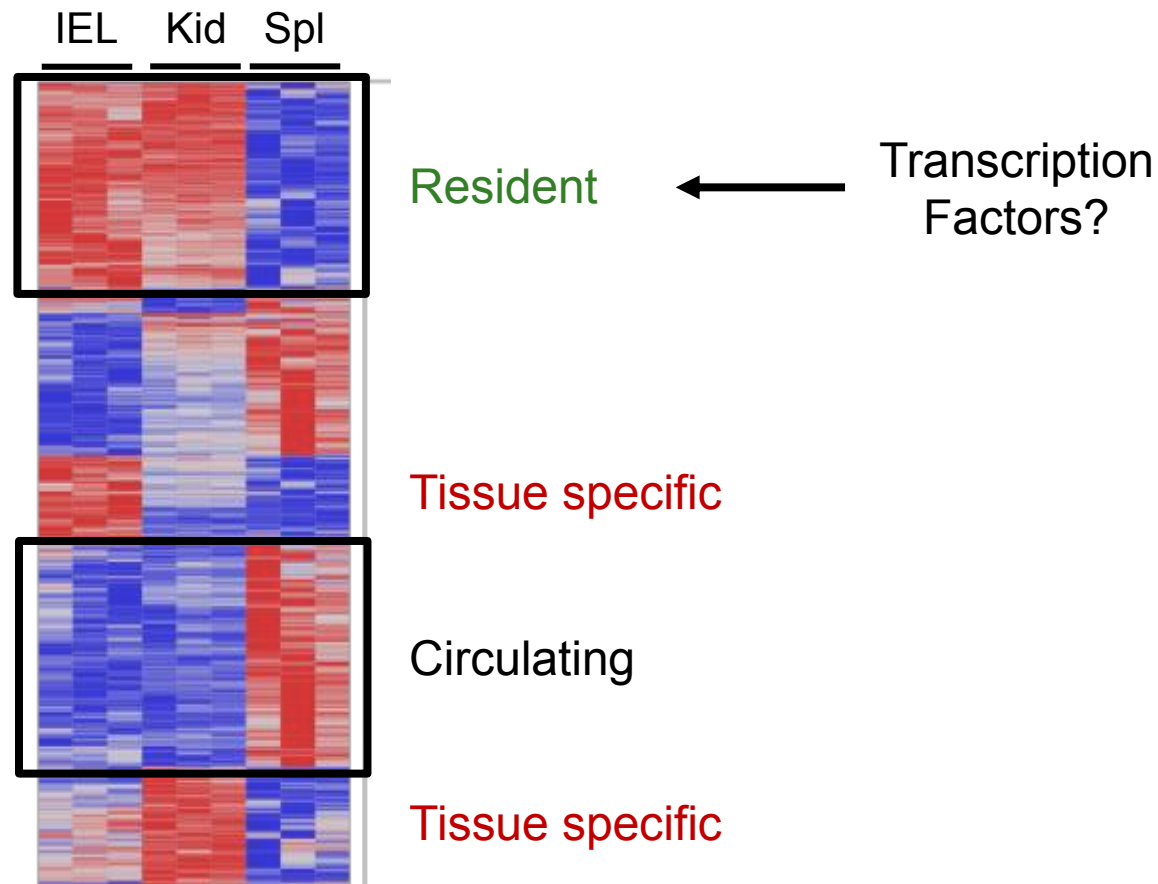 IEL Kid Spl
Resident
Transcription
Factors?
Tissue specific
Circulating
Tissue specific